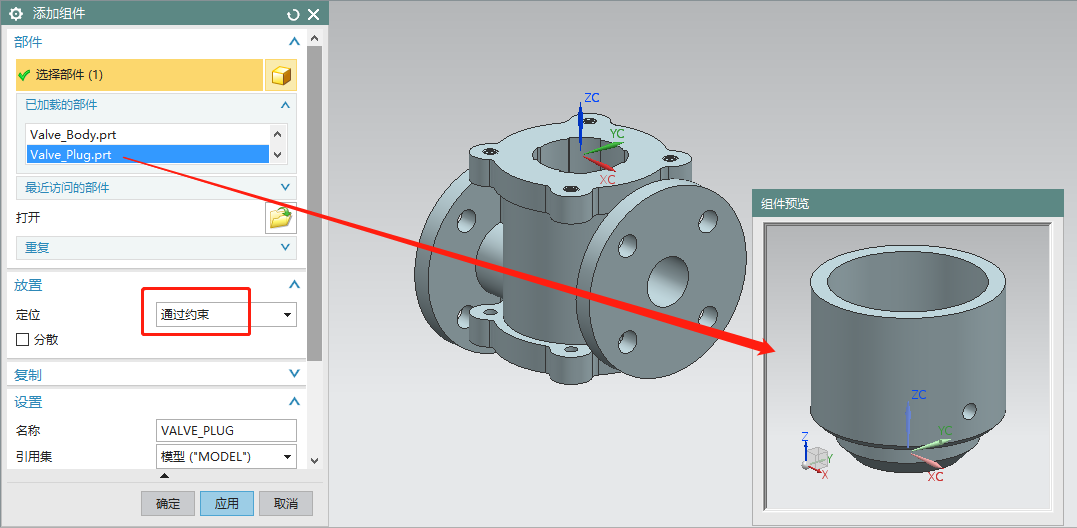 添加组件
部件
选择部件 (1)
已加载的部件
Valve_Body.prt
Valve_Plug.prt
最近访问的部件
打开
重复
放置
定位
通过约束
分散
复制
设置
名称
VALVE_PLUG
引用集
模型 ("MODEL")
确定
应用
取消
ZC
YC
XC
组件预览
ZC
YC
XC
Z
Y
X